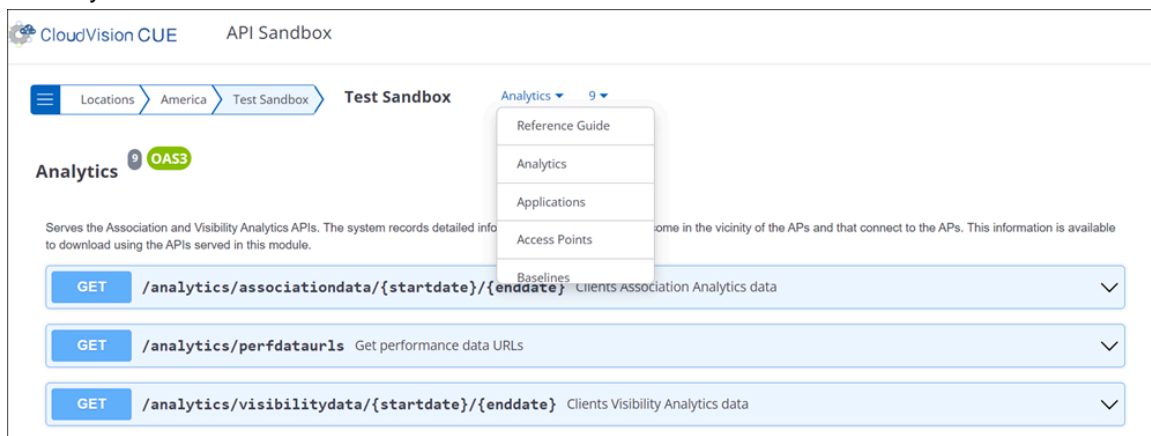 CloudVision CUE API Sandbox
Locations America Test Sandbox Test Sandbox Analytics 9
Reference Guide
Analytics
Applications
Access Points
Baselines
Analytics 9 OAS3
Serves the Association and Visibility Analytics APIs. The system records detailed ome in the vicinity of the APs and that connect to the APs. This information is available
to download using the APIs served in this module.
GET /analytics/associationdata/{startdate}/{enddate} Clients Association Analytics data
GET /analytics/perfdataurls Get performance data URLs
GET /analytics/visibilitydata/{startdate}/{enddate} Clients Visibility Analytics data